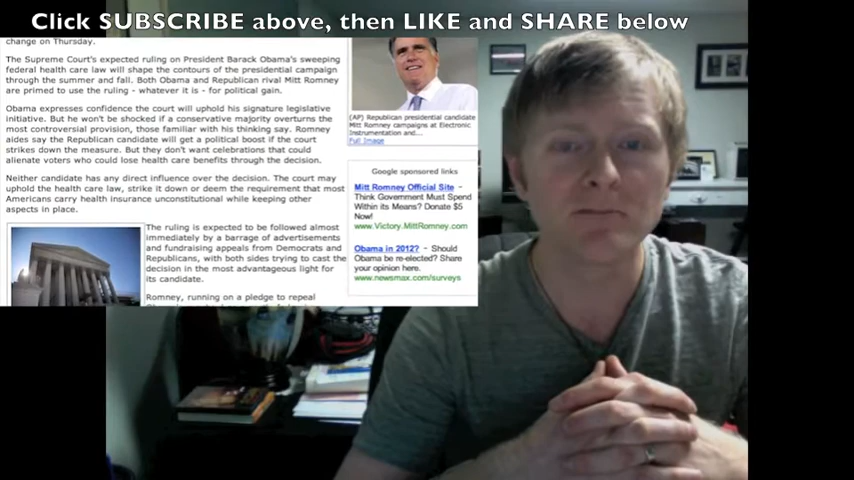 Click SUBSCRIBE above, then LIKE and SHARE below
change on Thursday.
The Supreme Court's expected ruling on President Barack Obama's sweeping
federal health care law will shape the contours of the presidential campaign
through the summer and fall. Both Obama and Republican rival Mitt Romney
are primed to use the ruling - whatever it is - for political gain.
Obama expresses confidence the court will uphold his signature legislative
initiative. But he won't be shocked if a conservative majority overturns the
most controversial provision, those familiar with his thinking say. Romney
aides say the Republican candidate will get a political boost if the court
strikes down the measure. But they don't want celebrations that could
alienate voters who could lose health care benefits through the decision.
Neither candidate has any direct influence over the decision. The court may
uphold the health care law, strike it down or deem the requirement that most
Americans carry health insurance unconstitutional while keeping other
aspects in place.
The ruling is expected to be followed almost
immediately by a barrage of advertisements
and fundraising appeals from Democrats and
Republicans, with both sides trying to cast the
decision in the most advantageous light for
its candidate.
Romney, running on a pledge to repeal
(AP) Republican presidential candidate
Mitt Romney campaigns at Electronic
Instrumentation and...
Full Image
Google sponsored links
Mitt Romney Official Site -
Think Government Must Spend
Within its Means? Donate $5
Now!
www.Victory.MittRomney.com
Obama in 2012? - Should
Obama be re-elected? Share
your opinion here.
www.newsmax.com/surveys